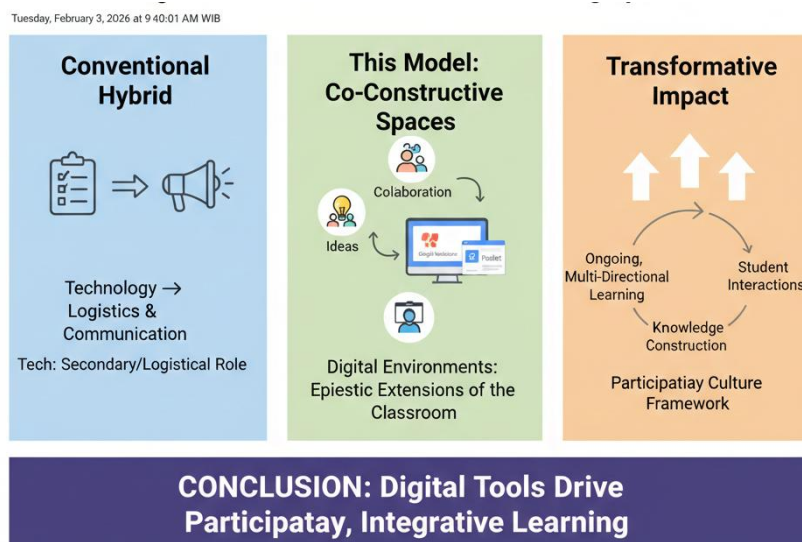 Tuesday, February 3, 2026 at 9 40:01 AM WIB
Conventional
Hybrid
Technology →
Logistics &
Communication
Tech: Secondary/Logistical Role
This Model:
Co-Constructive
Spaces
Colaboration
Ideas
Padlet
Digital Environments:
Epiestic Extensions of the
Classroom
Transformative
Impact
Ongoing,
Multi-Directional
Learning
Student
Interactions
Knowledge
Construction
Participatiay Culture
Framework
CONCLUSION: Digital Tools Drive
Participatay, Integrative Learning